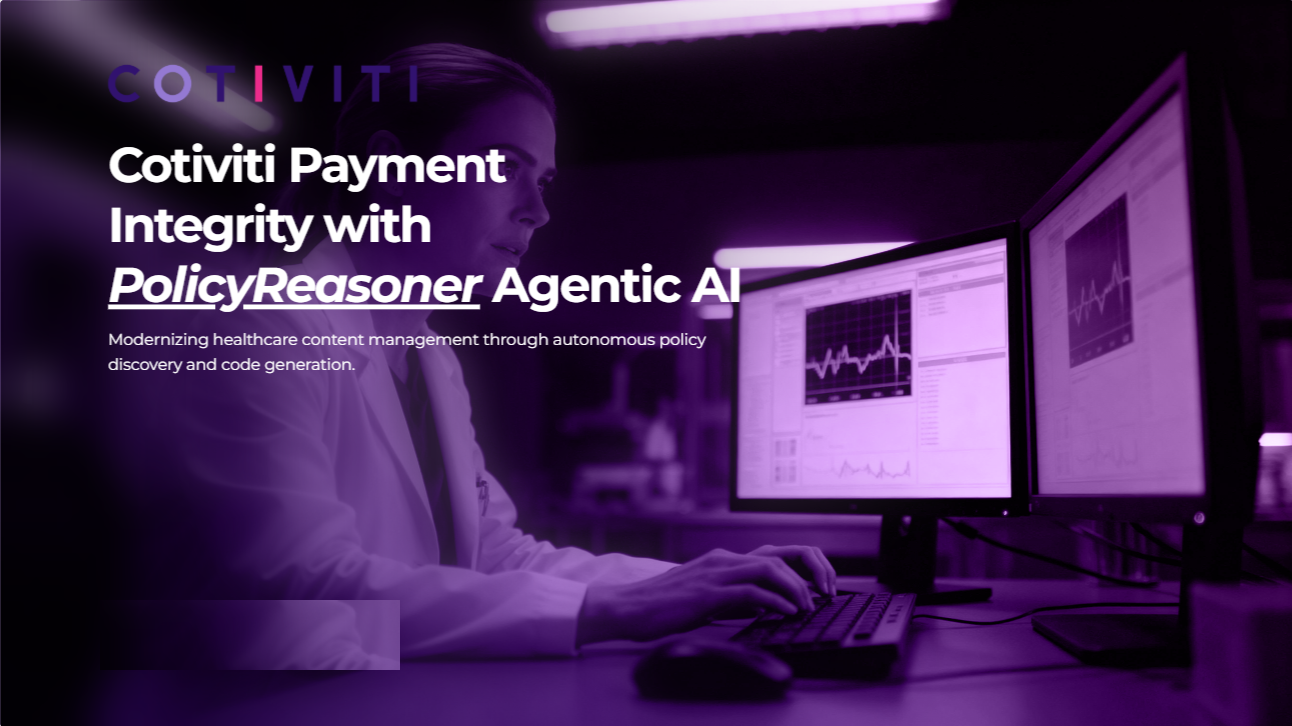 COTIVITI
Cotiviti Payment
Integrity with
PolicyReasoner Agentic AI
Modernizing healthcare content management through autonomous policy
discovery and code generation.